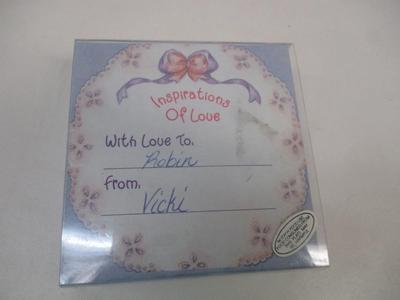 Inspirations
Of Love
With Love To,
Robin
From,
Vicki